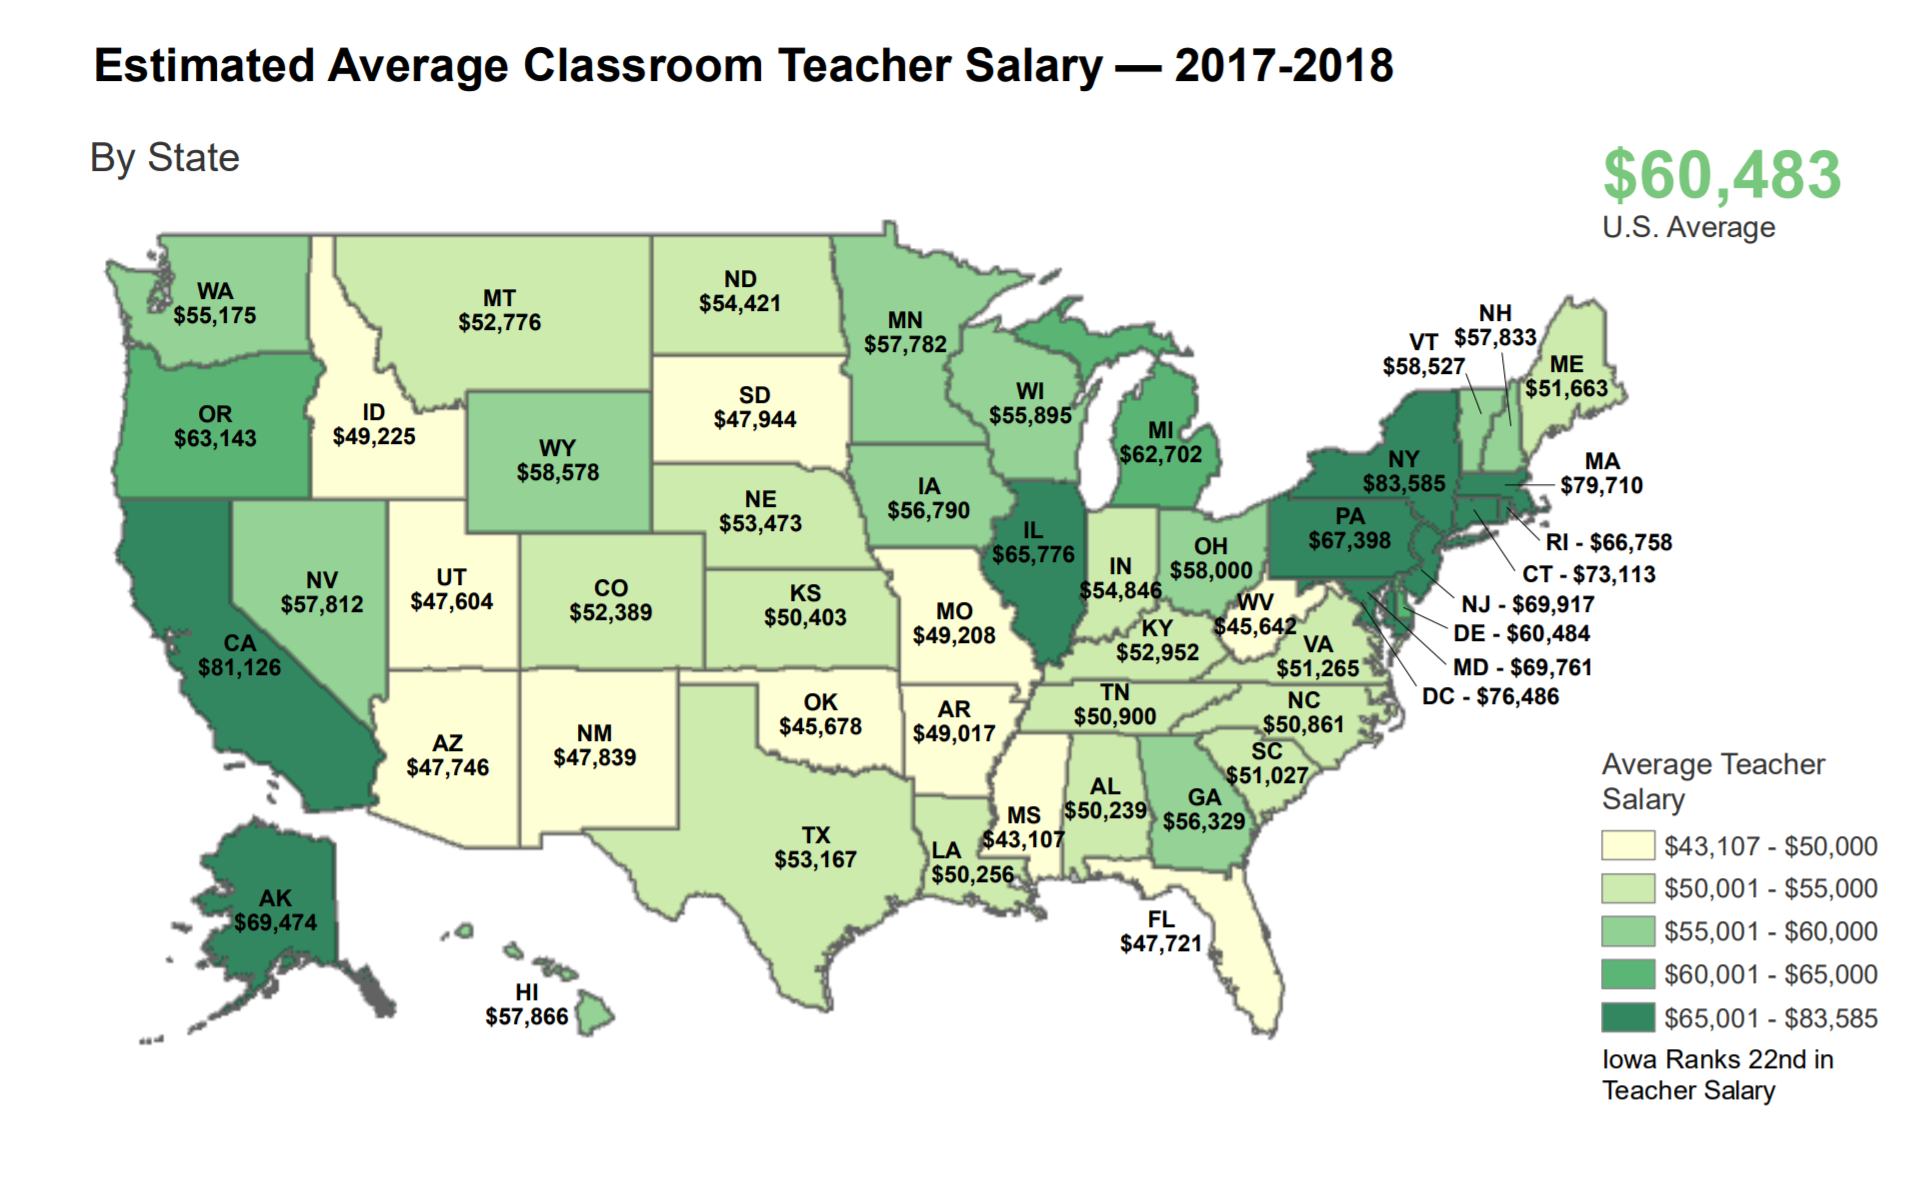 Estimated Average Classroom Teacher Salary — 2017-2018
By State
$60,483
U.S. Average
WA
$55,175
MT
$52,776
ND
$54,421
MN
$57,782
NH
$57,833
VT
$58,527
ME
$51,663
OR
$63,143
ID
$49,225
SD
$47,944
WI
$55,895
MI
$62,702
WY
$58,578
NY
$83,585
MA
$79,710
NE
$53,473
IA
$56,790
IL
$65,776
PA
$67,398
RI - $66,758
IN
$54,846
OH
$58,000
CT - $73,113
NV
$57,812
UT
$47,604
CO
$52,389
KS
$50,403
MO
$49,208
WV
$45,642
NJ - $69,917
DE - $60,484
CA
$81,126
KY
$52,952
VA
$51,265
MD - $69,761
DC - $76,486
AZ
$47,746
NM
$47,839
OK
$45,678
AR
$49,017
TN
$50,900
NC
$50,861
SC
$51,027
TX
$53,167
LA
$50,256
MS
$43,107
AL
$50,239
GA
$56,329
AK
$69,474
HI
$57,866
FL
$47,721
Average Teacher
Salary
$43,107 - $50,000
$50,001 - $55,000
$55,001 - $60,000
$60,001 - $65,000
$65,001 - $83,585
Iowa Ranks 22nd in
Teacher Salary